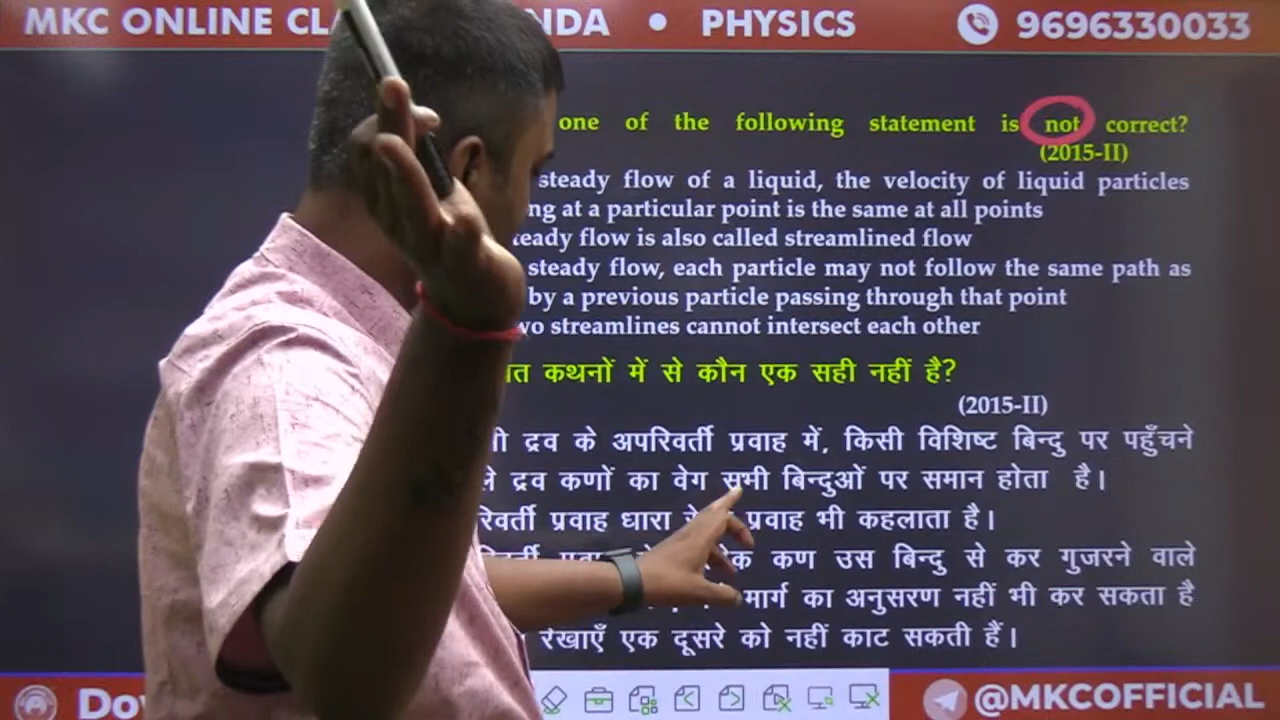 MKC ONLINE NDA • PHYSICS 9696330033
one of the following statement is not correct?
(2015-II)
steady flow of a liquid, the velocity of liquid particles
at a particular point is the same at all points
flow is also called streamlined flow
steady flow, each particle may not follow the same path as
by a previous particle passing through that point
streamlines cannot intersect each other
कथनों में से कौन एक सही नहीं है?
(2015-II)
द्रव के अपरिवर्ती प्रवाह में, किसी विशिष्ट बिन्दु पर पहुँचने
द्रव कणों का वेग सभी बिन्दुओं पर समान होता है।
प्रवाह धारा प्रवाह भी कहलाता है।
कण उस बिन्दु से कर गुजरने वाले
मार्ग का अनुसरण नहीं भी कर सकता है
रेखाएँ एक दूसरे को नहीं काट सकती हैं।
@MKCOFFICIAL